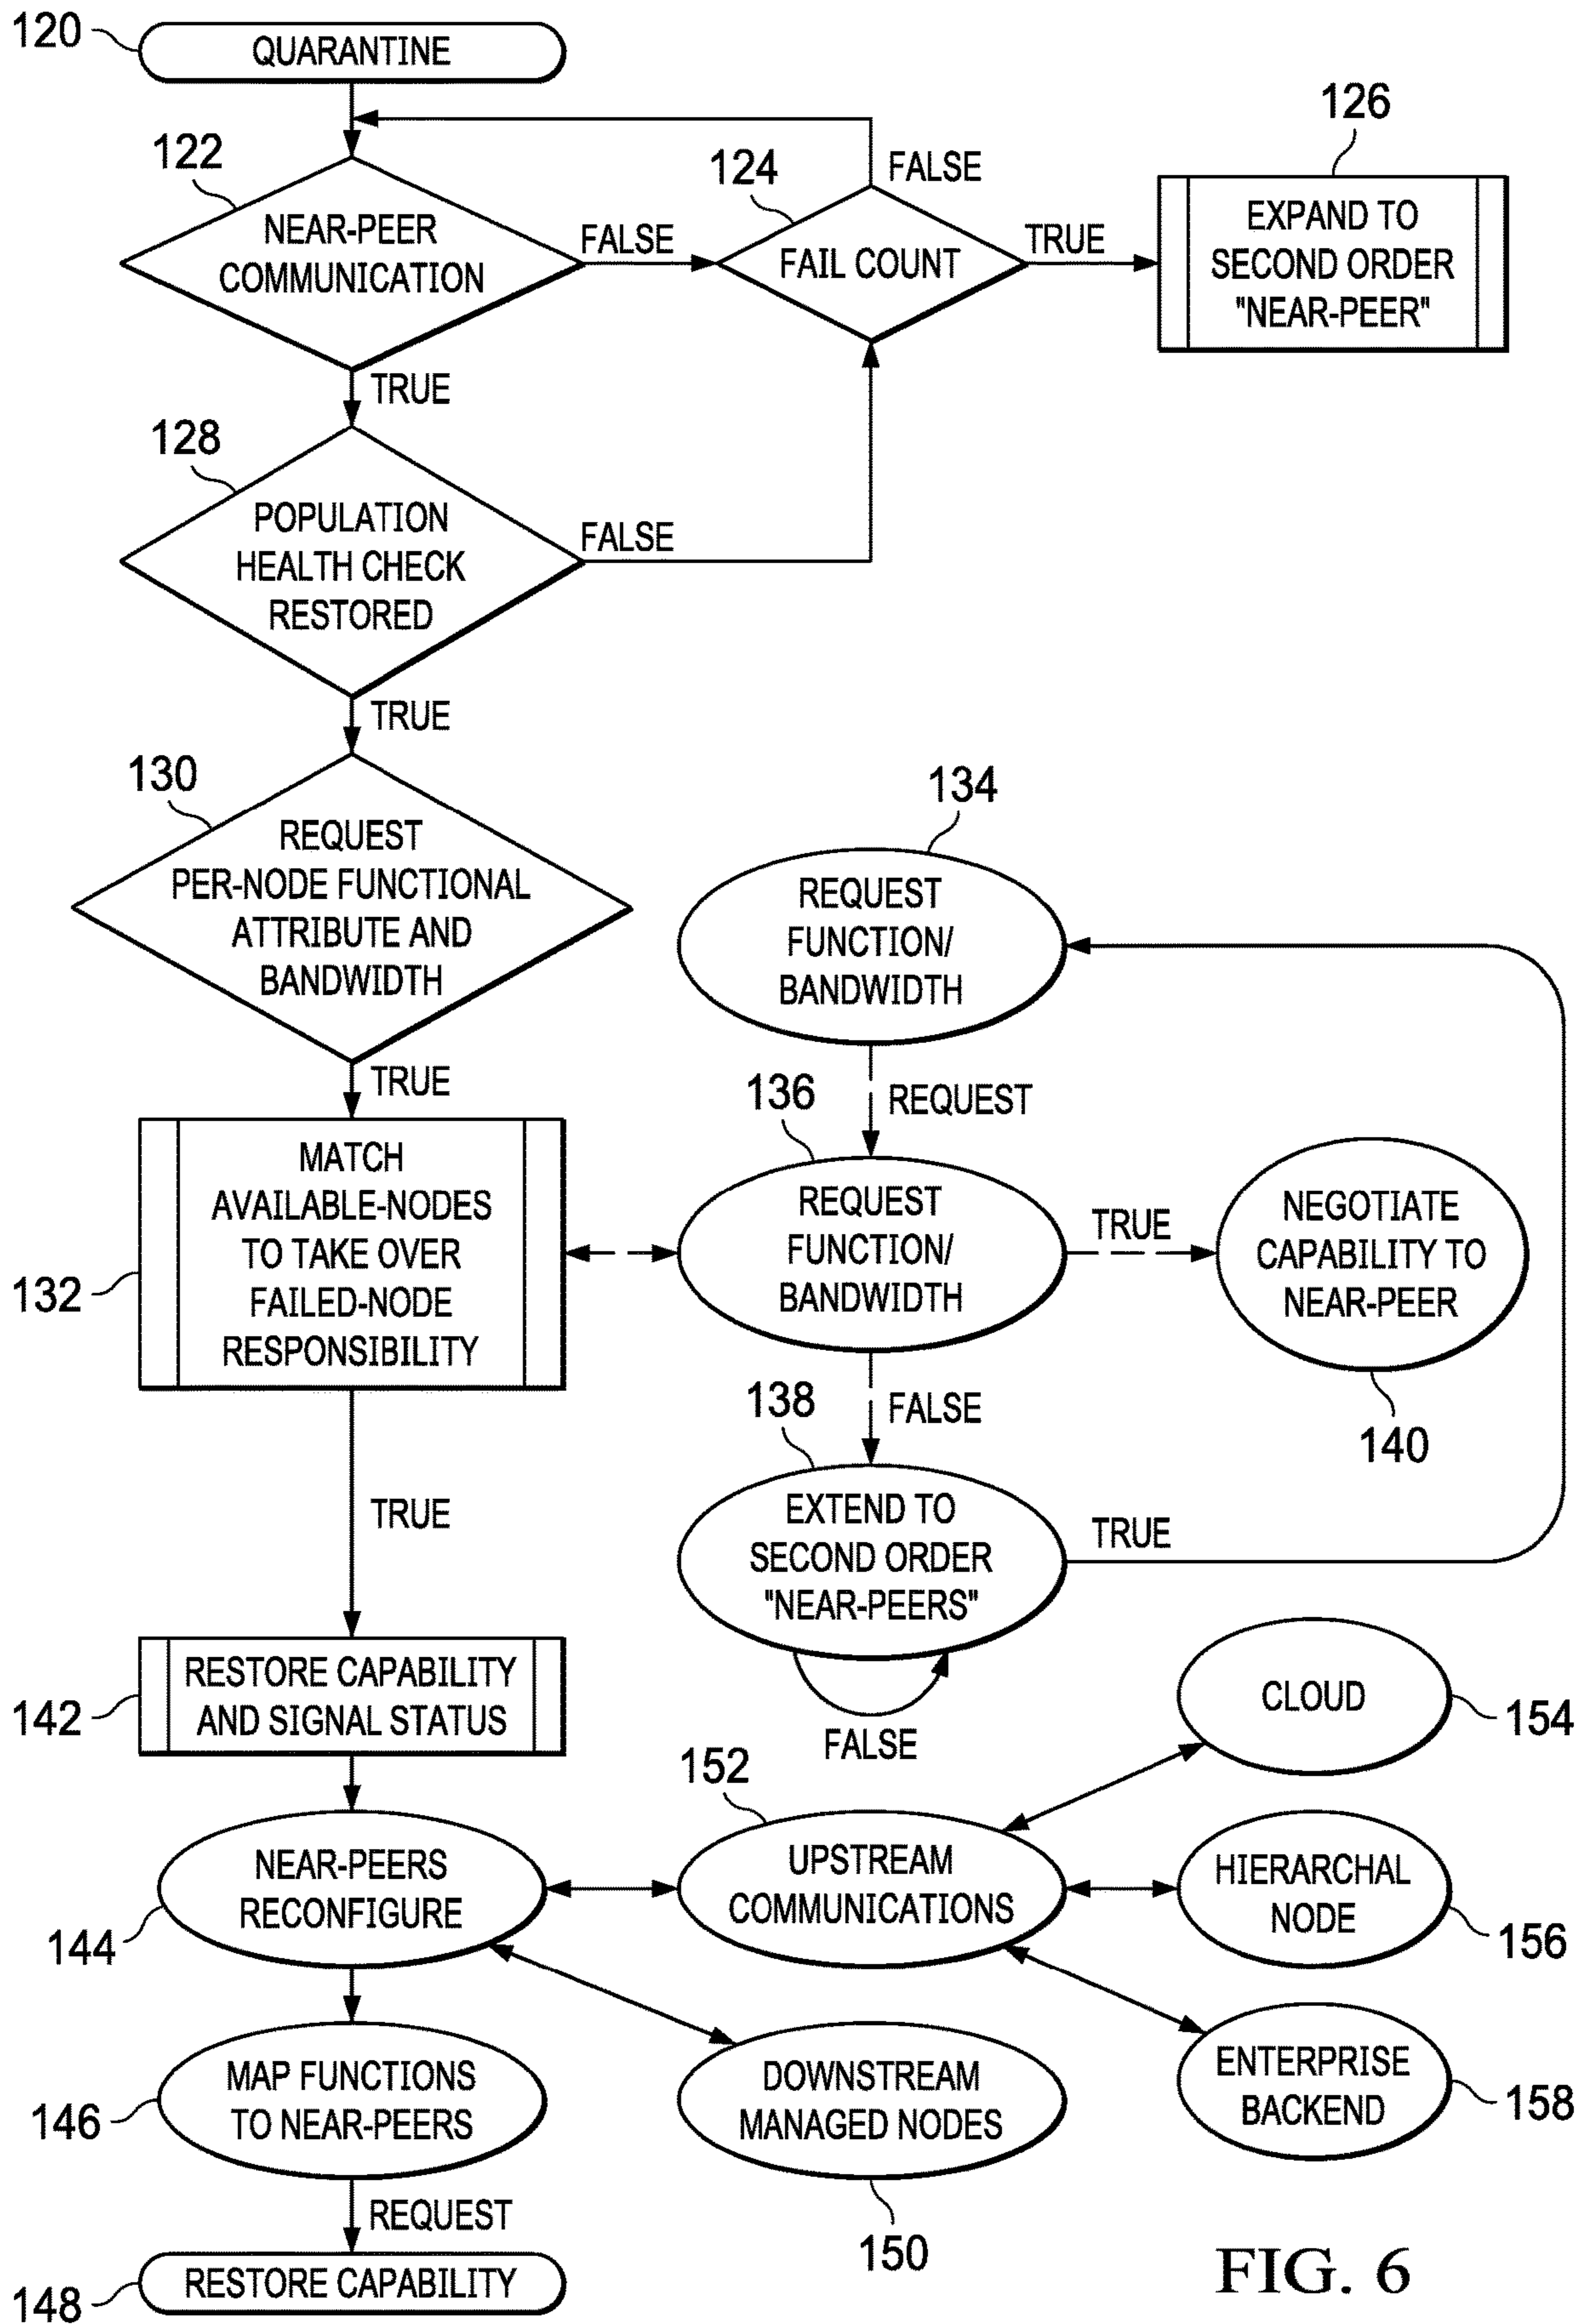 120
QUARANTINE
122
NEAR-PEER
COMMUNICATION
FALSE
TRUE
124
FAIL COUNT
FALSE
TRUE
126
EXPAND TO
SECOND ORDER
"NEAR-PEER"
128
POPULATION
HEALTH CHECK
RESTORED
FALSE
TRUE
130
REQUEST
PER-NODE FUNCTIONAL
ATTRIBUTE AND
BANDWIDTH
TRUE
132
MATCH
AVAILABLE-NODES
TO TAKE OVER
FAILED-NODE
RESPONSIBILITY
TRUE
134
REQUEST
FUNCTION/
BANDWIDTH
REQUEST
136
REQUEST
FUNCTION/
BANDWIDTH
TRUE
FALSE
NEGOTIATE
CAPABILITY TO
NEAR-PEER
140
138
EXTEND TO
SECOND ORDER
"NEAR-PEERS"
TRUE
FALSE
142
RESTORE CAPABILITY
AND SIGNAL STATUS
144
NEAR-PEERS
RECONFIGURE
152
UPSTREAM
COMMUNICATIONS
CLOUD
154
HIERARCHAL
NODE
156
ENTERPRISE
BACKEND
158
146
MAP FUNCTIONS
TO NEAR-PEERS
REQUEST
DOWNSTREAM
MANAGED NODES
150
148
RESTORE CAPABILITY
FIG. 6